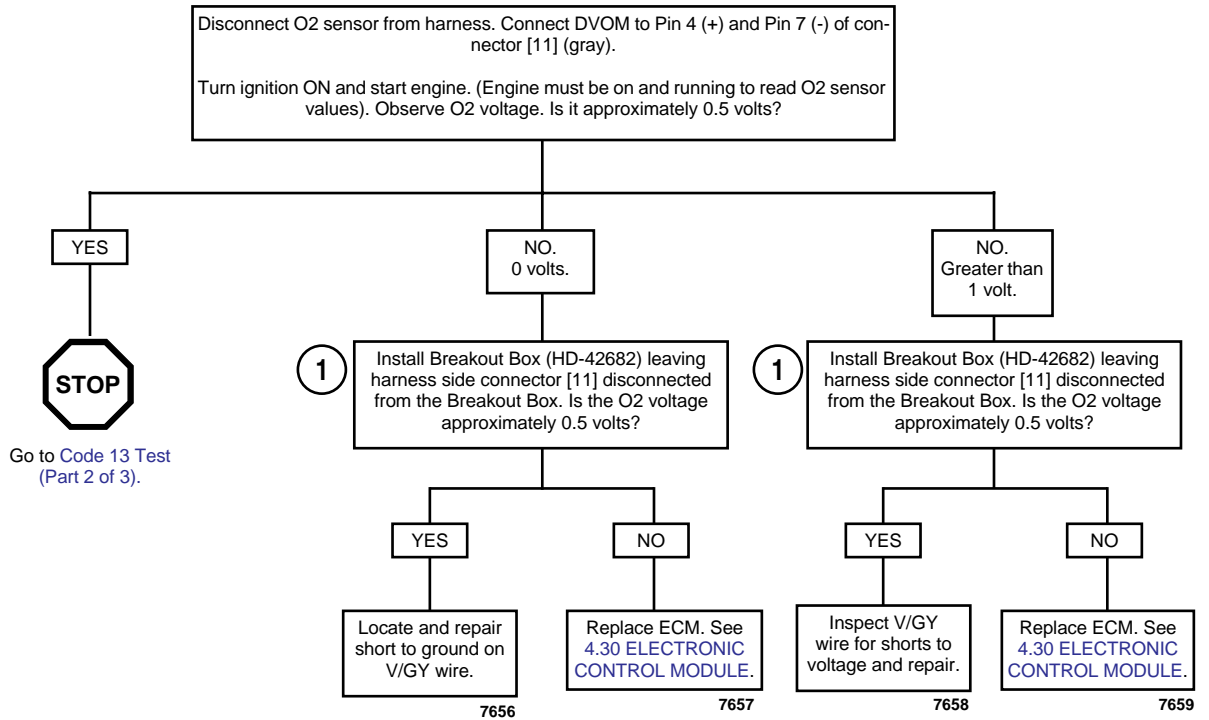 Disconnect O2 sensor from harness. Connect DVOM to Pin 4 (+) and Pin 7 (-) of con-
nector [11] (gray).
Turn ignition ON and start engine. (Engine must be on and running to read O2 sensor
values). Observe O2 voltage. Is it approximately 0.5 volts?
YES
NO.
0 volts.
NO.
Greater than
1 volt.
STOP
Go to Code 13 Test
(Part 2 of 3).
1
Install Breakout Box (HD-42682) leaving
harness side connector [11] disconnected
from the Breakout Box. Is the O2 voltage
approximately 0.5 volts?
1
Install Breakout Box (HD-42682) leaving
harness side connector [11] disconnected
from the Breakout Box. Is the O2 voltage
approximately 0.5 volts?
YES
NO
YES
NO
Locate and repair
short to ground on
V/GY wire.
7656
Replace ECM. See
4.30 ELECTRONIC
CONTROL MODULE.
7657
Inspect V/GY
wire for shorts to
voltage and repair.
7658
Replace ECM. See
4.30 ELECTRONIC
CONTROL MODULE.
7659